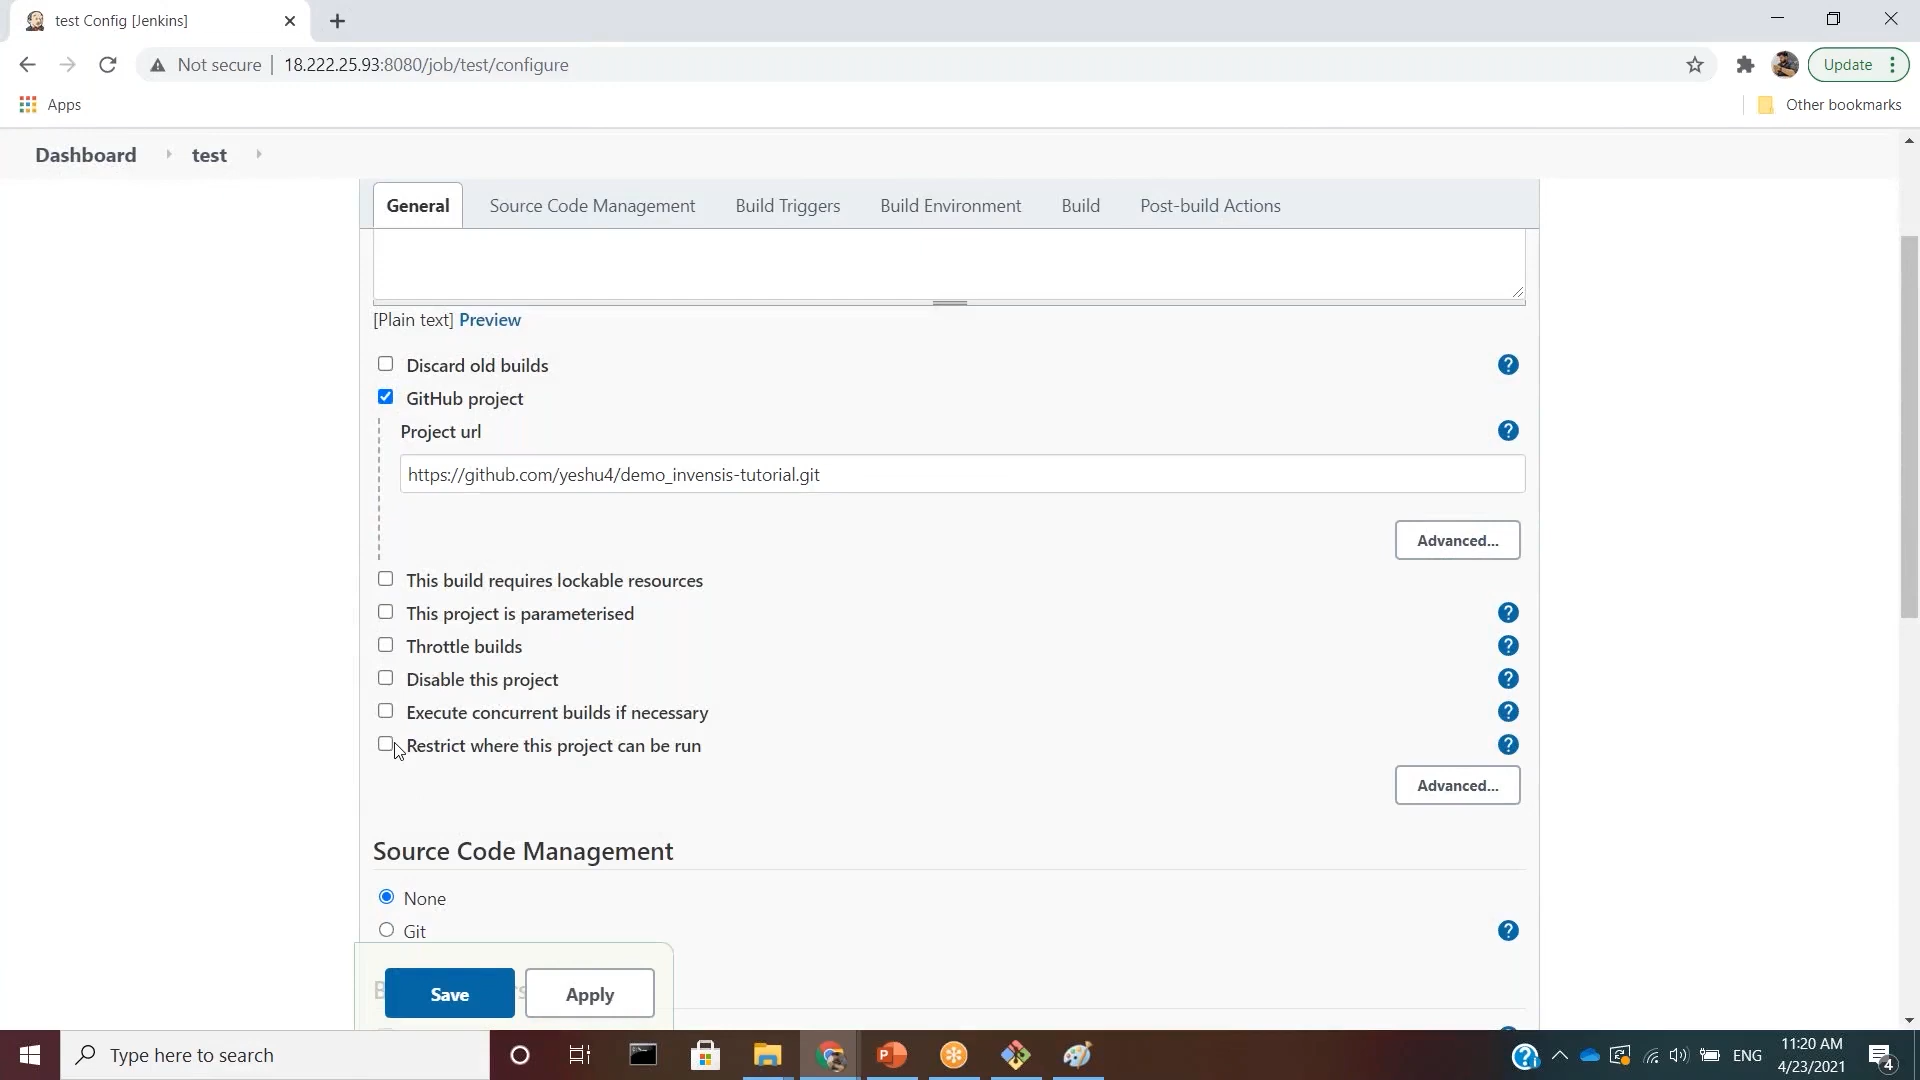 test Config [Jenkins]
Not secure
18.222.25.93:8080/job/test/configure
Update
Apps
Other bookmarks
Dashboard
test
General
Source Code Management
Build Triggers
Build Environment
Build
Post-build Actions
[Plain text] Preview
Discard old builds
GitHub project
Project url
https://github.com/yeshu4/demo_invensis-tutorial.git
Advanced...
This build requires lockable resources
This project is parameterised
Throttle builds
Disable this project
Execute concurrent builds if necessary
Restrict where this project can be run
Advanced...
Source Code Management
None
Git
Save
Apply
Type here to search
ENG
11:20 AM
4/23/2021
4